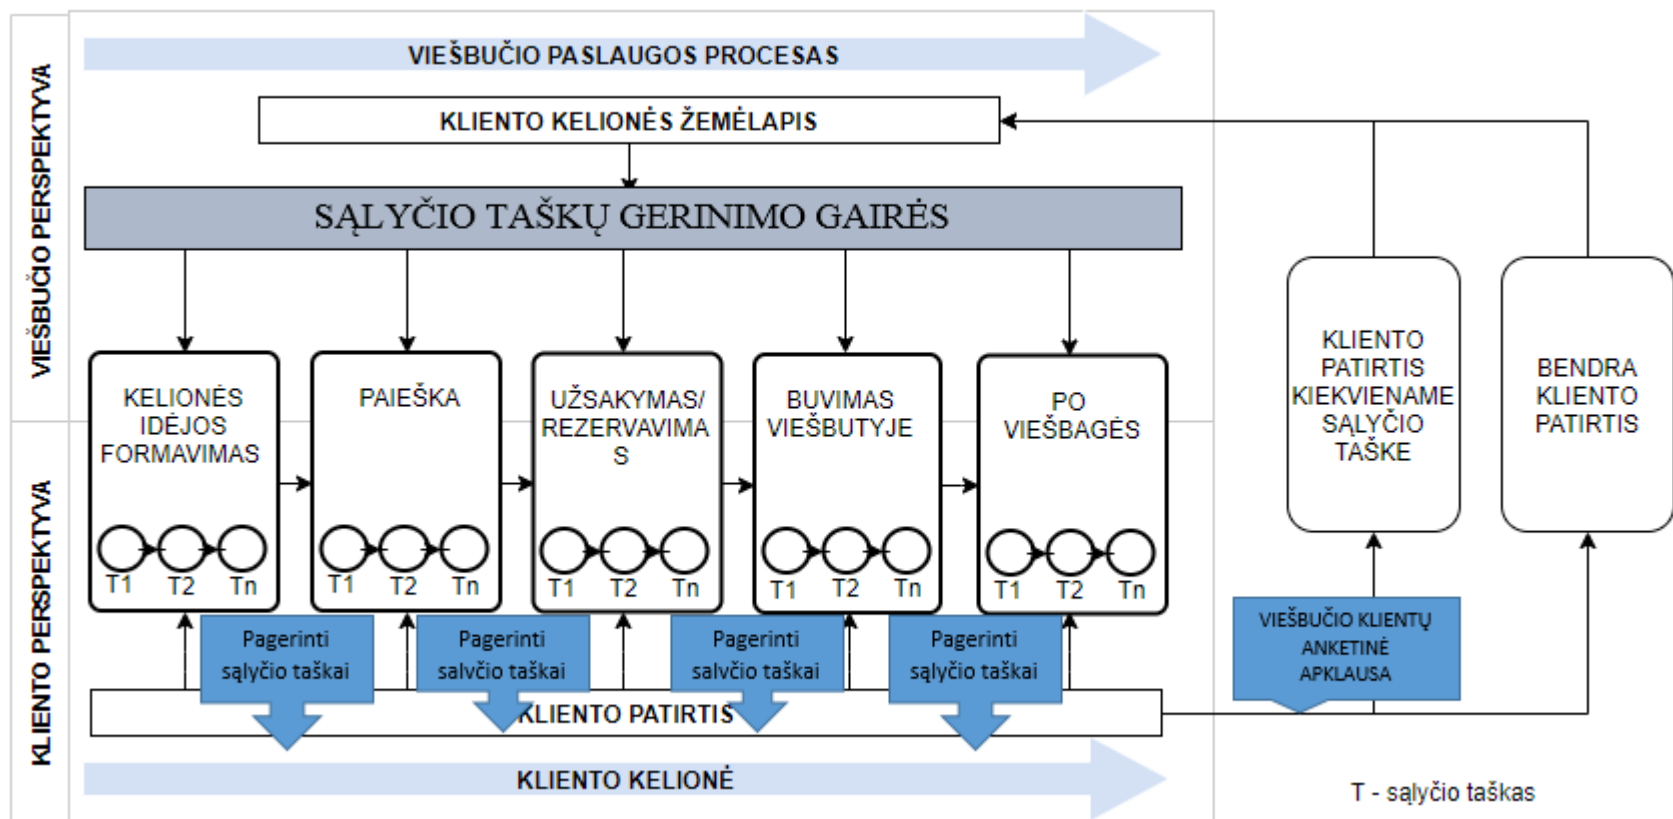 VIEŠBUČIO PERSPEKTYVA
VIEŠBUČIO PASLAUGOS PROCESAS
KLIENTO KELIONĖS ŽEMĖLAPIS
SĄLYČIO TAŠKŲ GERINIMO GAIRĖS
KELIONĖS
IDĖJOS
FORMAVIMAS
T1 T2 Tn
PAIEŠKA
T1 T2 Tn
UŽSAKYMAS/
REZERVAVIMA
S
T1 T2 Tn
BUVIMAS
VIEŠBUTYJE
T1 T2 Tn
PO
VIEŠBAGĖS
T1 T2 Tn
KLIENTO
PATIRTIS
KIEKVIENAME
SĄLYČIO
TAŠKE
BENDRA
KLIENTO
PATIRTIS
KLIENTO PERSPEKTYVA
Pagerinti
sąlyčio taškai
Pagerinti
salvčio taškai
Pagerinti
salvčio taškai
Pagerinti
sąlyčio taškai
VIEŠBUČIO KLIENTŲ
ANKETINĖ
APKLAUSA
KLIENTO PATIRTIS
KLIENTO KELIONĖ
T - sąlyčio taškas